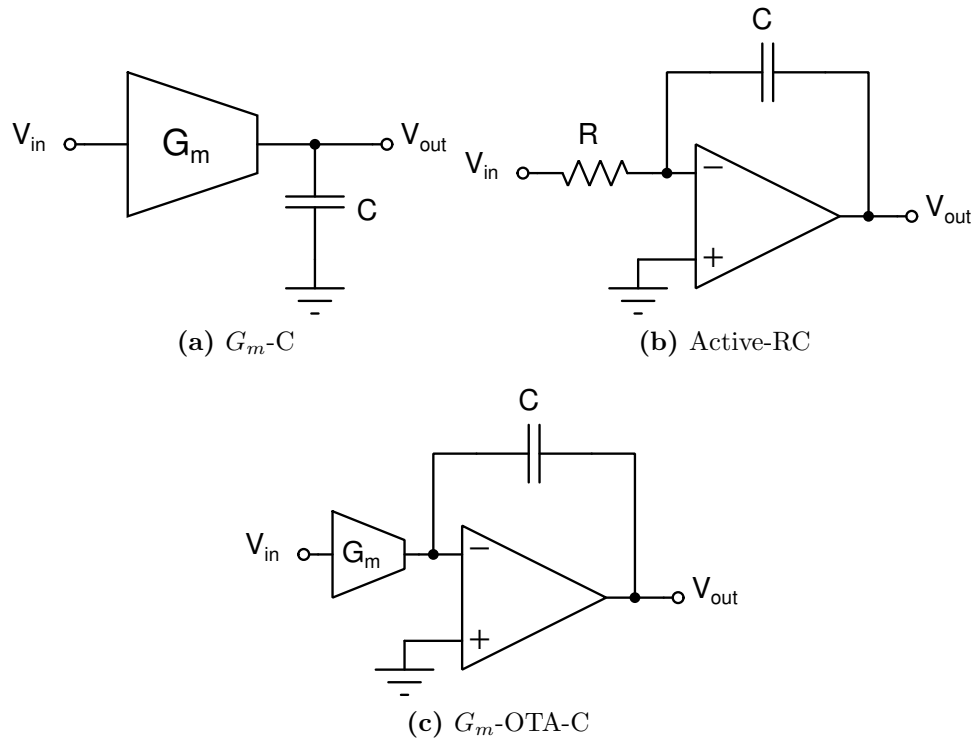 V_in
G_m
V_out
C
(a) G_m-C
C
R
V_in
−
+
V_out
(b) Active-RC
C
V_in
G_m
−
+
V_out
(c) G_m-OTA-C